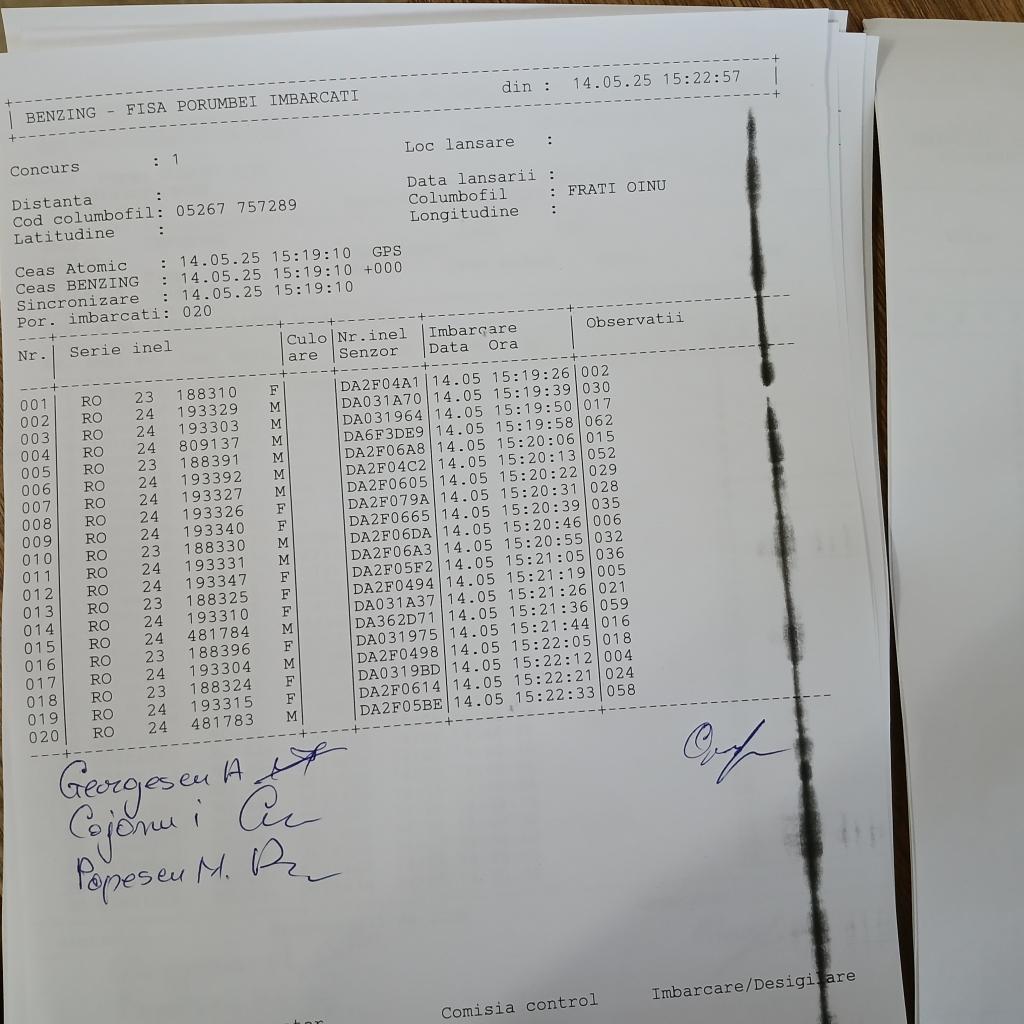 BENZING - FISA PORUMBEI IMBARCATI din : 14.05.25 15:22:57
Concurs : 1 Loc lansare :
Distanta : Data lansarii :
Cod columbofil: 05267 757289 Columbofil : FRATI OINU
Latitudine : Longitudine :
Ceas Atomic : 14.05.25 15:19:10 GPS
Ceas BENZING : 14.05.25 15:19:10 +000
Sincronizare : 14.05.25 15:19:10
Por. imbarcati: 020
Nr. Serie inel Culo Nr.inel Imbarcare Observatii
are Senzor Data Ora
001 RO 23 188310 F DA2F04A1 14.05 15:19:26 002
002 RO 24 193329 M DA031A70 14.05 15:19:39 030
003 RO 24 193303 M DA031964 14.05 15:19:50 017
004 RO 24 809137 M DA6F3DE9 14.05 15:19:58 062
005 RO 23 188391 M DA2F06A8 14.05 15:20:06 015
006 RO 24 193392 M DA2F04C2 14.05 15:20:13 052
007 RO 24 193327 M DA2F0605 14.05 15:20:22 029
008 RO 24 193326 F DA2F079A 14.05 15:20:31 028
009 RO 24 193340 F DA2F0665 14.05 15:20:39 035
010 RO 23 188330 M DA2F06DA 14.05 15:20:46 006
011 RO 24 193331 M DA2F06A3 14.05 15:20:55 032
012 RO 24 193347 F DA2F05F2 14.05 15:21:05 036
013 RO 23 188325 F DA2F0494 14.05 15:21:19 005
014 RO 24 193310 F DA031A37 14.05 15:21:26 021
015 RO 24 481784 M DA362D71 14.05 15:21:36 059
016 RO 23 188396 F DA031975 14.05 15:21:44 016
017 RO 24 193304 M DA2F0498 14.05 15:22:05 018
018 RO 23 188324 F DA0319BD 14.05 15:22:12 004
019 RO 24 193315 F DA2F0614 14.05 15:22:21 024
020 RO 24 481783 M DA2F05BE 14.05 15:22:33 058
Georgescu A
Cojanu i
Popescu M.
Comisia control Imbarcare/Desigilare